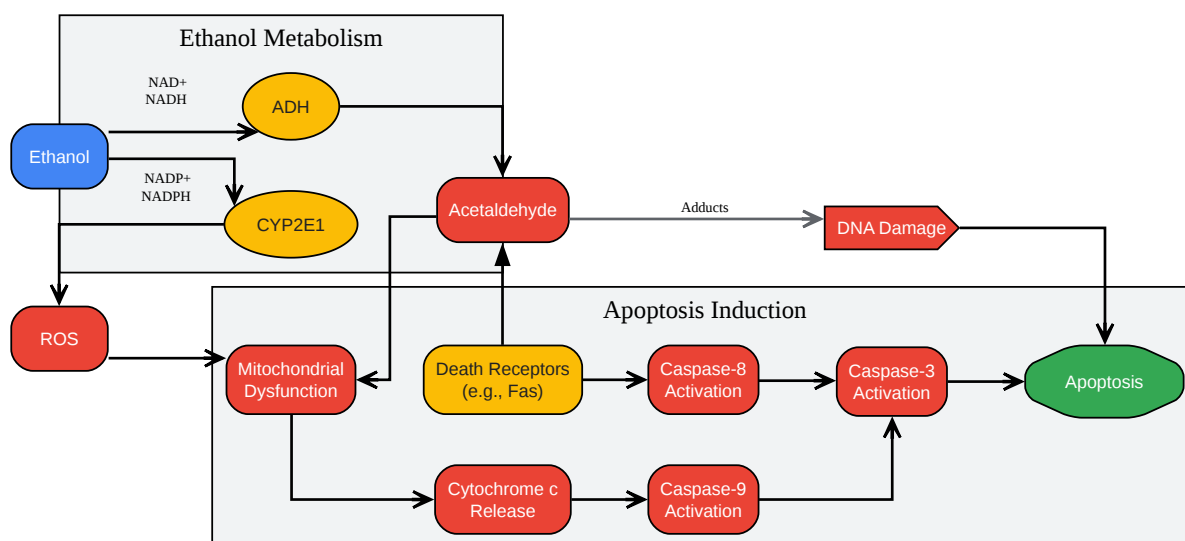 Ethanol Metabolism
NAD+
NADH
ADH
Ethanol
NADP+
NADPH
CYP2E1
Acetaldehyde
Adducts
DNA Damage
Apoptosis Induction
ROS
Mitochondrial
Dysfunction
Death Receptors
(e.g., Fas)
Caspase-8
Activation
Caspase-3
Activation
Apoptosis
Cytochrome c
Release
Caspase-9
Activation